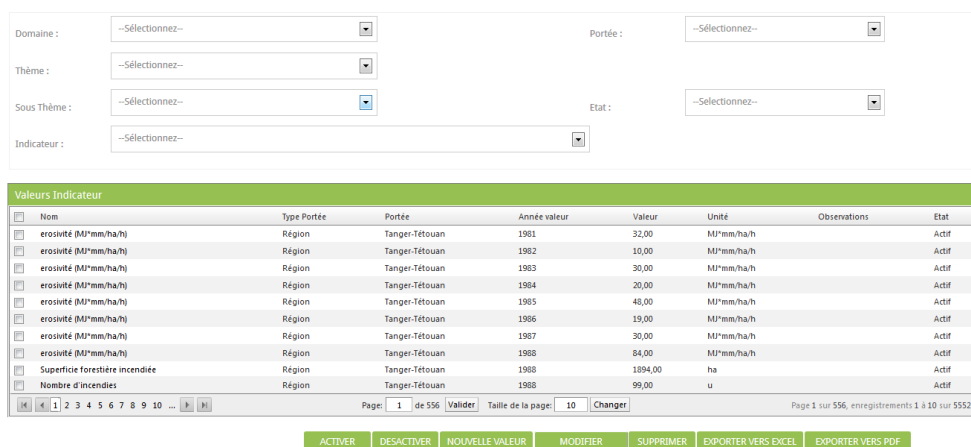 Domaine : --Sélectionnez-- Portée : --Sélectionnez--
Thème : --Sélectionnez--
Sous Thème : --Sélectionnez-- Etat : --Selectionnez--
Indicateur : --Sélectionnez--
Valeurs Indicateur
Nom Type Portée Portée Année valeur Valeur Unité Observations Etat
erosivité (MJ*mm/ha/h) Région Tanger-Tétouan 1981 32,00 MJ*mm/ha/h Actif
erosivité (MJ*mm/ha/h) Région Tanger-Tétouan 1982 10,00 MJ*mm/ha/h Actif
erosivité (MJ*mm/ha/h) Région Tanger-Tétouan 1983 30,00 MJ*mm/ha/h Actif
erosivité (MJ*mm/ha/h) Région Tanger-Tétouan 1984 20,00 MJ*mm/ha/h Actif
erosivité (MJ*mm/ha/h) Région Tanger-Tétouan 1985 48,00 MJ*mm/ha/h Actif
erosivité (MJ*mm/ha/h) Région Tanger-Tétouan 1986 19,00 MJ*mm/ha/h Actif
erosivité (MJ*mm/ha/h) Région Tanger-Tétouan 1987 30,00 MJ*mm/ha/h Actif
erosivité (MJ*mm/ha/h) Région Tanger-Tétouan 1988 84,00 MJ*mm/ha/h Actif
Superficie forestière incendiée Région Tanger-Tétouan 1988 1894,00 ha Actif
Nombre d'incendies Région Tanger-Tétouan 1988 99,00 u Actif
1 2 3 4 5 6 7 8 9 10 ... Page: 1 de 556 Valider Taille de la page: 10 Changer Page 1 sur 556, enregistrements 1 à 10 sur 5552
ACTIVER DESACTIVER NOUVELLE VALEUR MODIFIER SUPPRIMER EXPORTER VERS EXCEL EXPORTER VERS PDF